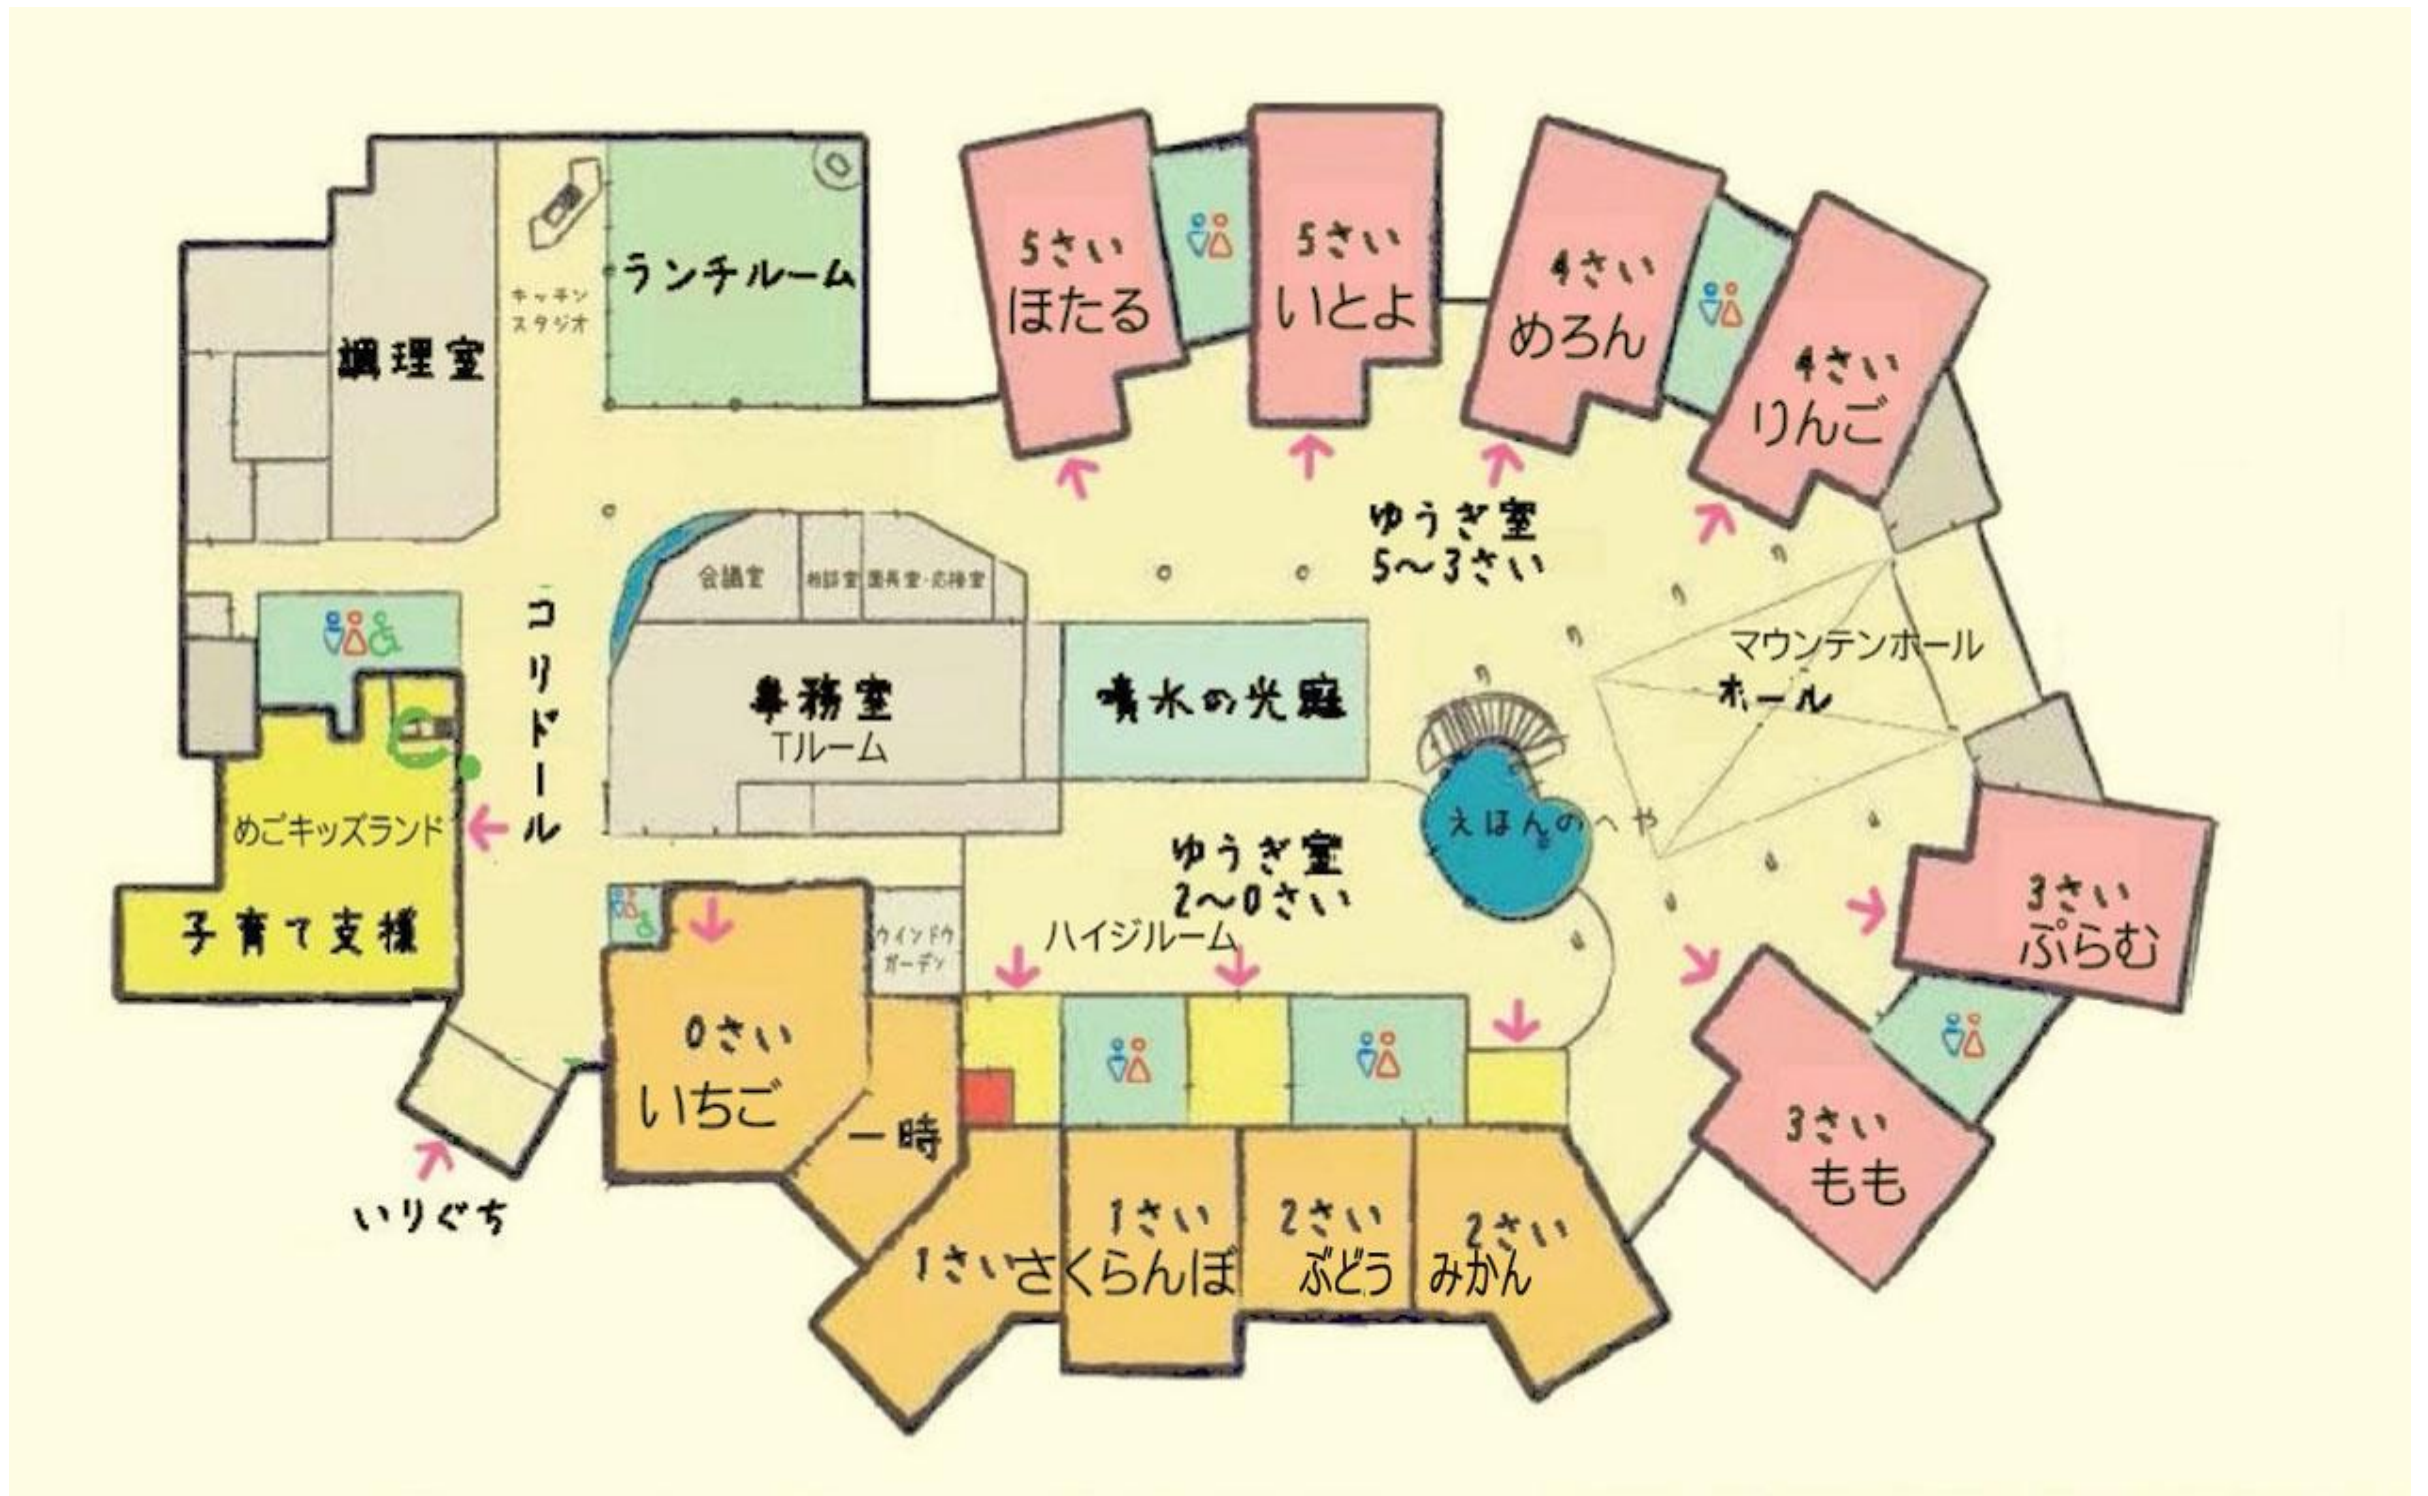 ランチルーム
キッチン
スタジオ
調理室
5さい
ほたる
5さい
いとよ
4さい
めろん
4さい
りんご
ゆうぎ室
5〜3さい
会議室
相談室
園長室・応接室
コリドール
事務室
Tルーム
噴水の光庭
マウンテンホール
ホール
えほんのへや
めごキッズランド
子育て支援
ゆうぎ室
2〜0さい
ハイジルーム
ウインドウ
ガーデン
3さい
ぷらむ
3さい
もも
0さい
いちご
一時
いりぐち
1さい
1さい
さくらんぼ
2さい
ぶどう
2さい
みかん